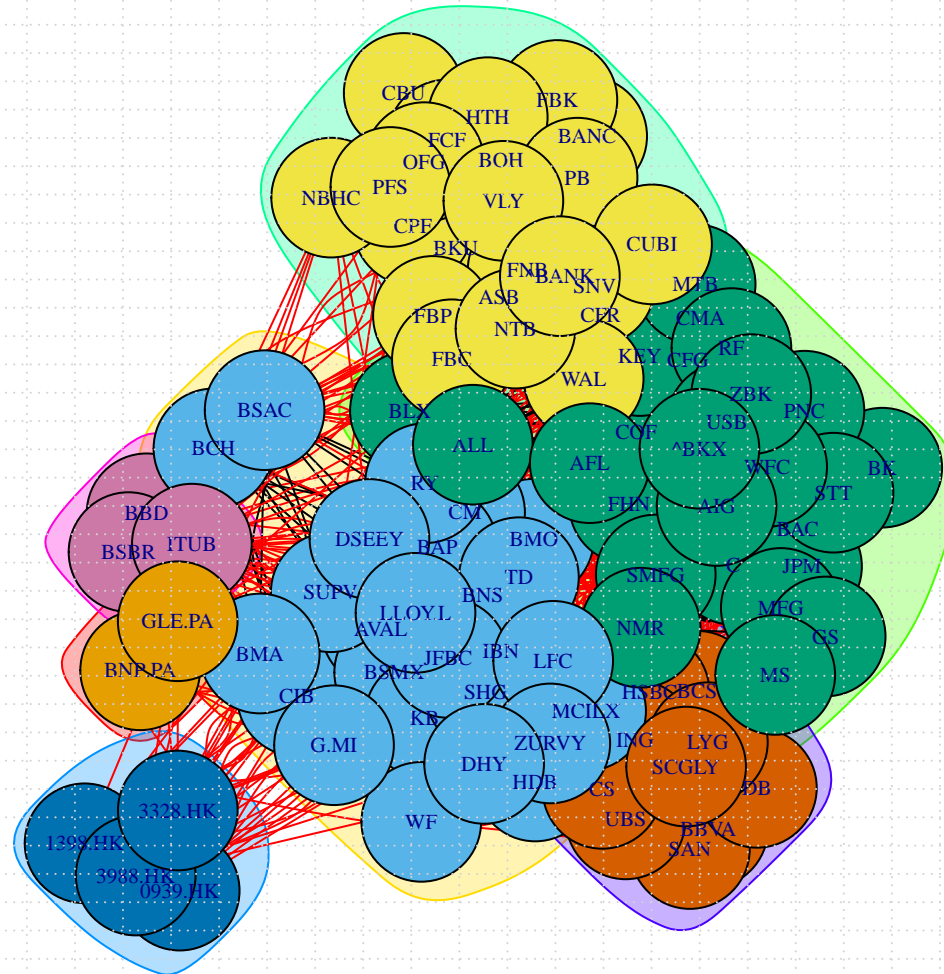 CBU
FBK
HTH
BANC
FCF
BOH
OFG
PB
PFS
NBHC
VLY
CPF
CUBI
BKU
FNB
^BANK
MTB
SNV
ASB
FBP
CFR
CMA
NTB
RF
KEY
FBC
CFG
WAL
ZBK
BSAC
BLX
PNC
USB
COF
ALL
BCH
^BKX
AFL
WFC
BK
RY
STT
FHN
AIG
BBD
CM
BAC
DSEEY
BMO
ITUB
BAP
BSBR
C
JPM
SMFG
TD
SUPV
BNS
MFG
LLOYL
GLE.PA
AVAL
NMR
GS
IBN
BMA
JFBC
LFC
BNP.PA
BSMX
MS
CIB
SHG
HSBC
BCS
MCILX
KB
G.MI
ZURVY
ING
LYG
DHY
SCGLY
HDB
CS
DB
3328.HK
WF
UBS
BBVA
1398.HK
SAN
3988.HK
0939.HK